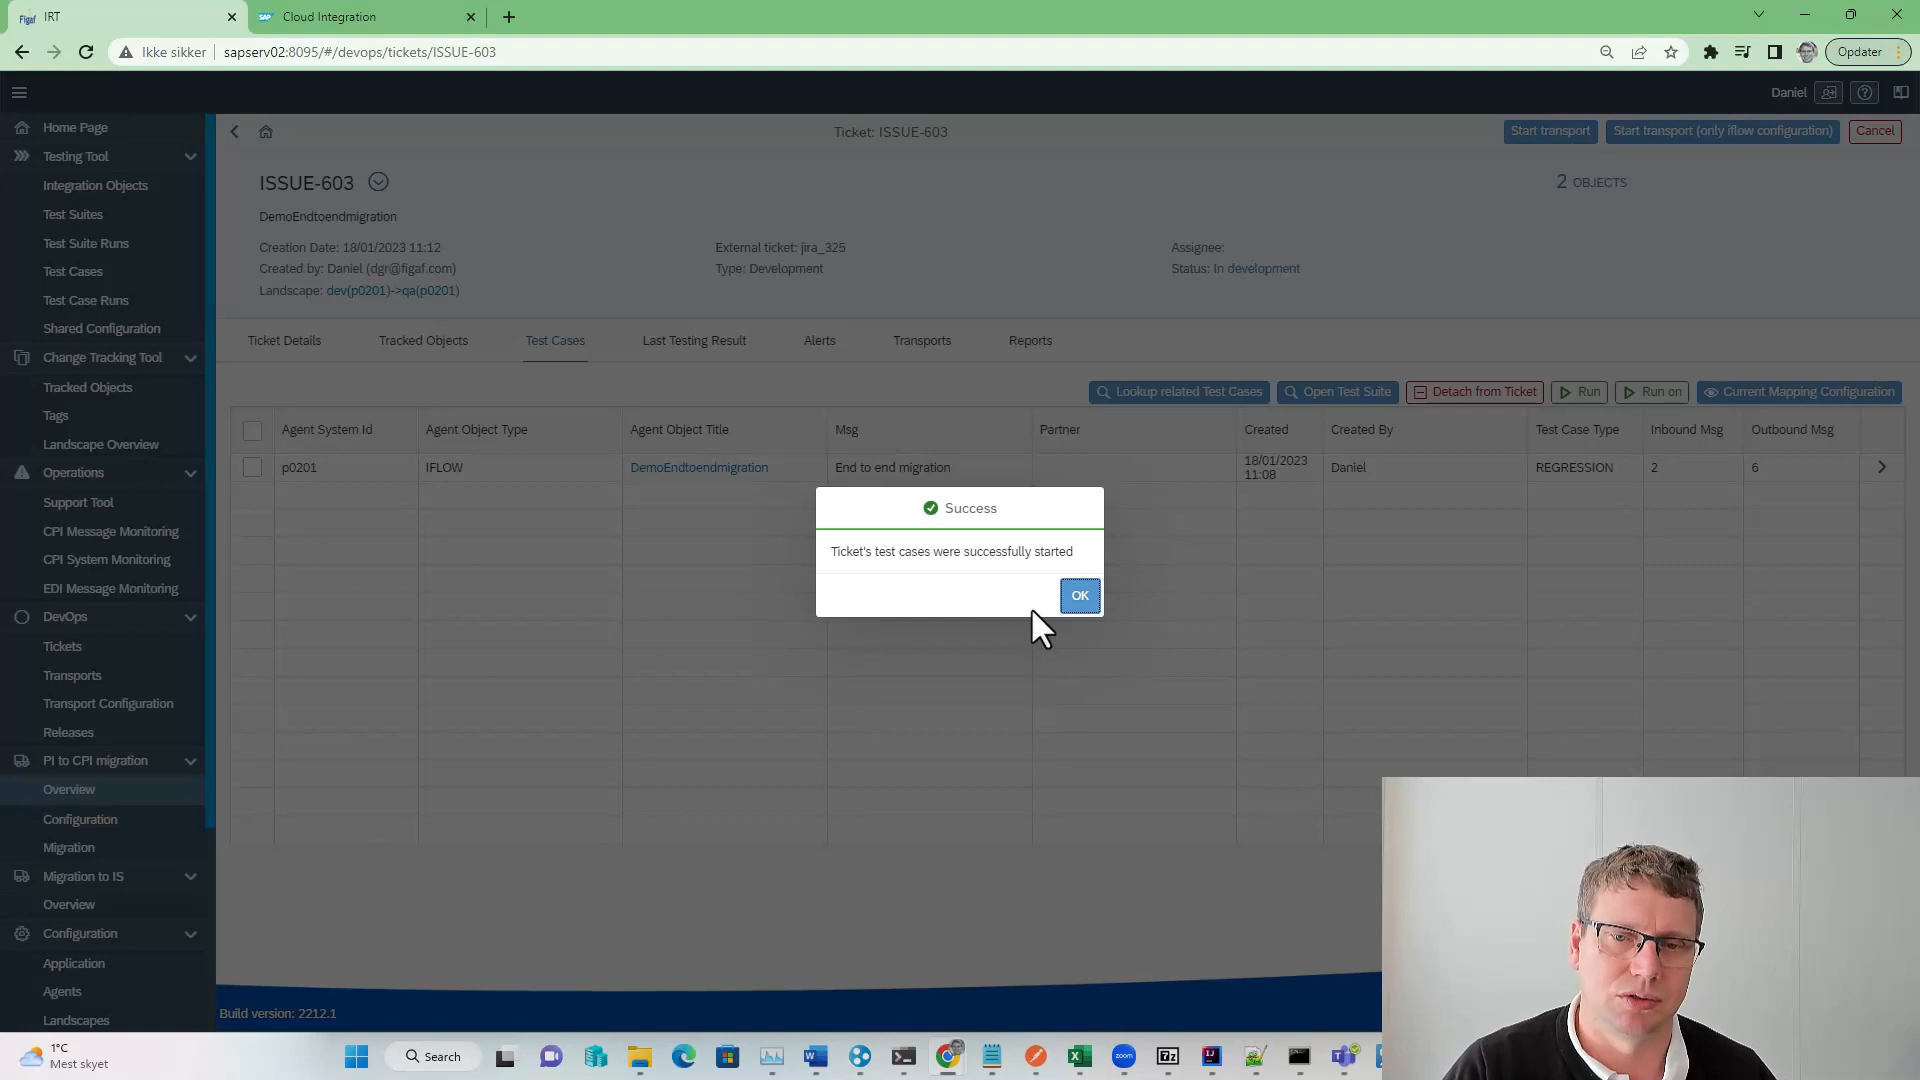 Figaf IRT
SAP Cloud Integration
Ikke sikker sapserv02:8095/#/devops/tickets/ISSUE-603 Opdater
Daniel
Home Page
Testing Tool
Integration Objects
Test Suites
Test Suite Runs
Test Cases
Test Case Runs
Shared Configuration
Change Tracking Tool
Tracked Objects
Tags
Landscape Overview
Operations
Support Tool
CPI Message Monitoring
CPI System Monitoring
EDI Message Monitoring
DevOps
Tickets
Transports
Transport Configuration
Releases
PI to CPI migration
Overview
Configuration
Migration
Migration to IS
Overview
Configuration
Application
Agents
Landscapes
Ticket: ISSUE-603
Start transport Start transport (only iflow configuration) Cancel
ISSUE-603
2 OBJECTS
DemoEndtoendmigration
Creation Date: 18/01/2023 11:12
Created by: Daniel (dgr@figaf.com)
Landscape: dev(p0201)->qa(p0201)
External ticket: jira_325
Type: Development
Assignee:
Status: In development
Ticket Details Tracked Objects Test Cases Last Testing Result Alerts Transports Reports
Lookup related Test Cases Open Test Suite Detach from Ticket Run Run on Current Mapping Configuration
Agent System Id Agent Object Type Agent Object Title Msg Partner Created Created By Test Case Type Inbound Msg Outbound Msg
p0201 IFLOW DemoEndtoendmigration End to end migration 18/01/2023 11:08 Daniel REGRESSION 2 6
Success
Ticket's test cases were successfully started
OK
Build version: 2212.1
1°C
Mest skyet
Search
zoom
7z